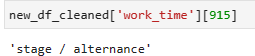 new_df_cleaned['work_time'][915]
'stage / alternance'